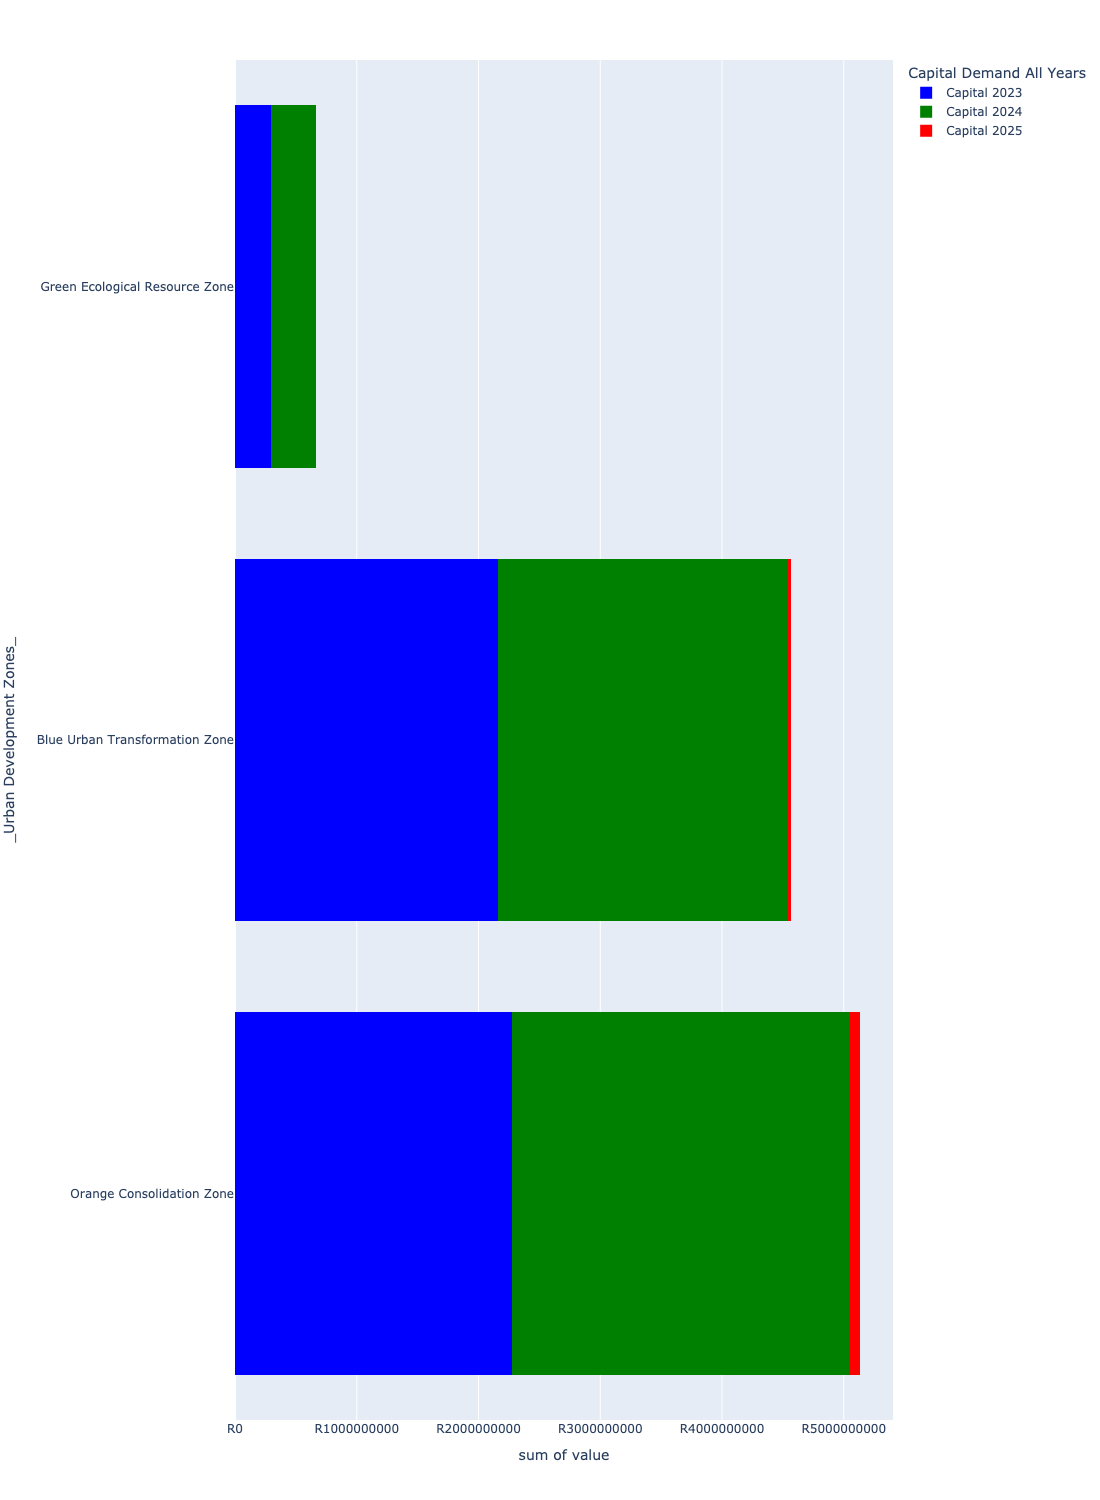 Capital Demand All Years
Capital 2023
Capital 2024
Capital 2025
_Urban Development Zones_
Green Ecological Resource Zone
Blue Urban Transformation Zone
Orange Consolidation Zone
R0 R1000000000 R2000000000 R3000000000 R4000000000 R5000000000
sum of value